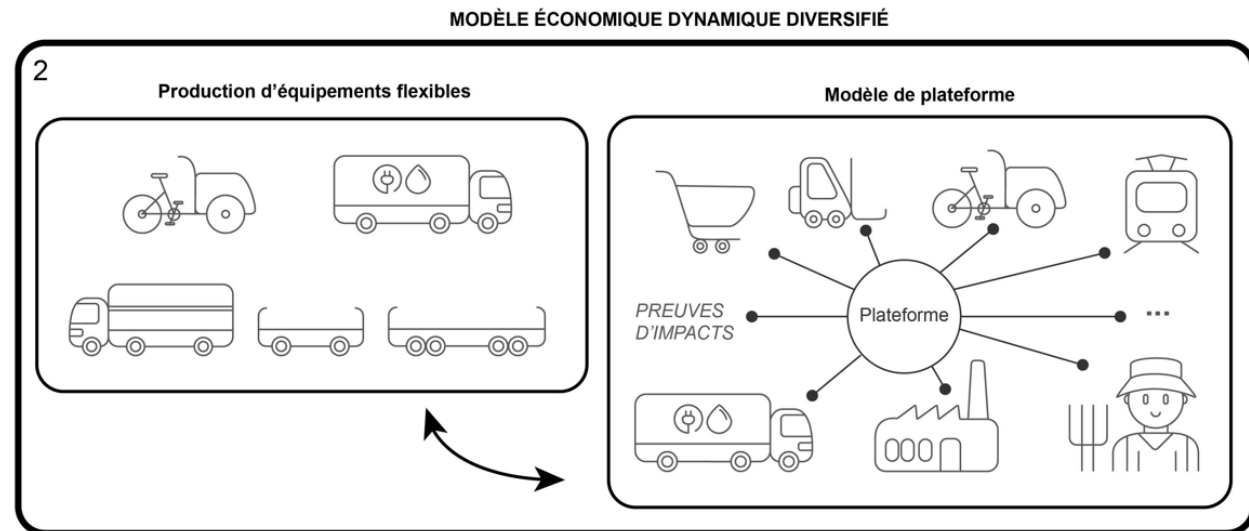 MODÈLE ÉCONOMIQUE DYNAMIQUE DIVERSIFIÉ
2
Production d’équipements flexibles
Modèle de plateforme
PREUVES
D’IMPACTS
Plateforme
...